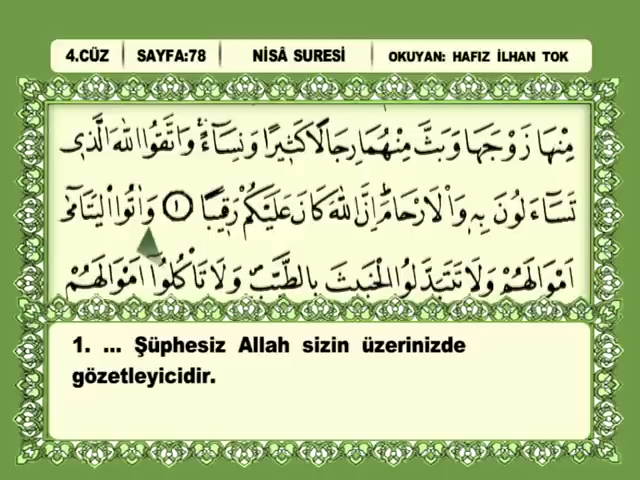 4.CÜZ SAYFA:78 NİSÂ SURESİ OKUYAN: HAFIZ İLHAN TOK
مِنْهَا زَوْجَهَا وَبَثَّ مِنْهُمَا رِجَالًا كَثِيرًا وَنِسَاءًۚ وَاتَّقُوا اللّٰهَ الَّذ۪ى
تَسَاءَلُونَ بِهِ وَالْاَرْحَامَۜ اِنَّ اللّٰهَ كَانَ عَلَيْكُمْ رَق۪يبًا ١ وَاٰتُوا الْيَتَامٰى
اَمْوَالَهُمْ وَلَا تَتَبَدَّلُوا الْخَب۪يثَ بِالطَّيِّبِۖ وَلَا تَأْكُلُوا اَمْوَالَهُمْ
1. ... Şüphesiz Allah sizin üzerinizde
gözetleyicidir.